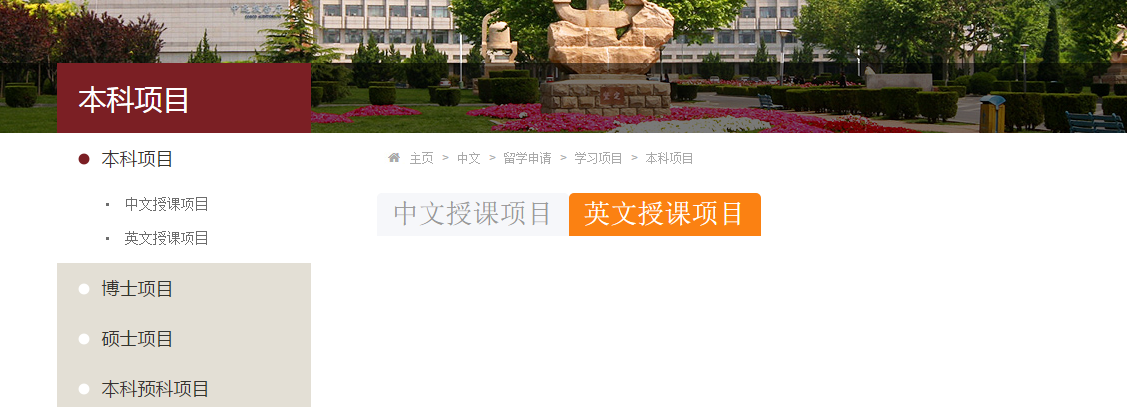 本科项目
本科项目
中文授课项目
英文授课项目
博士项目
硕士项目
本科预科项目
主页 > 中文 > 留学申请 > 学习项目 > 本科项目
中文授课项目 英文授课项目